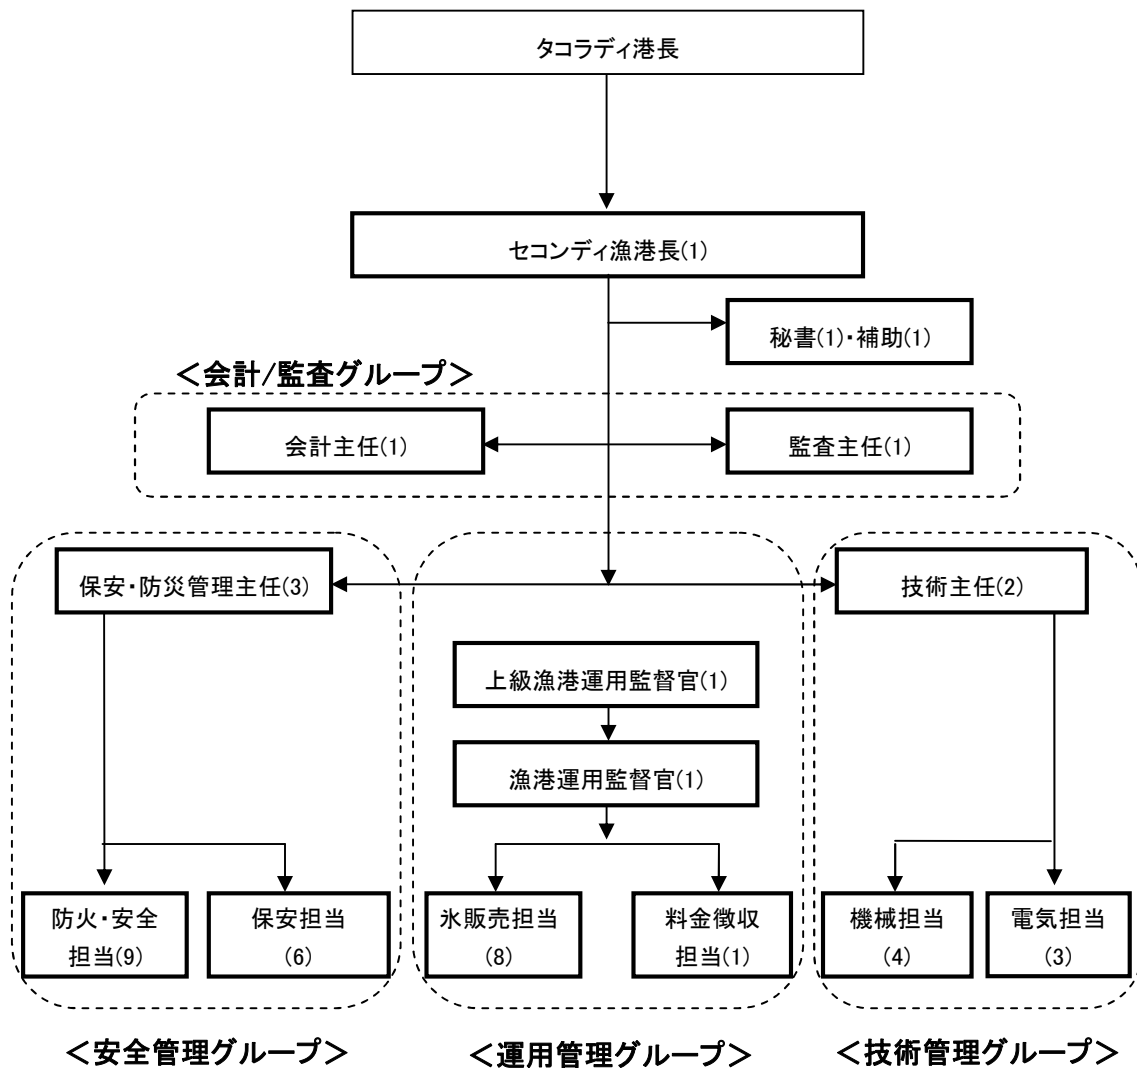 タコラディ港長
セコンディ漁港長(1)
秘書(1)・補助(1)
＜会計/監査グループ＞
会計主任(1)
監査主任(1)
保安・防災管理主任(3)
技術主任(2)
上級漁港運用監督官(1)
漁港運用監督官(1)
防火・安全
担当(9)
保安担当
(6)
氷販売担当
(8)
料金徴収
担当(1)
機械担当
(4)
電気担当
(3)
＜安全管理グループ＞
＜運用管理グループ＞
＜技術管理グループ＞